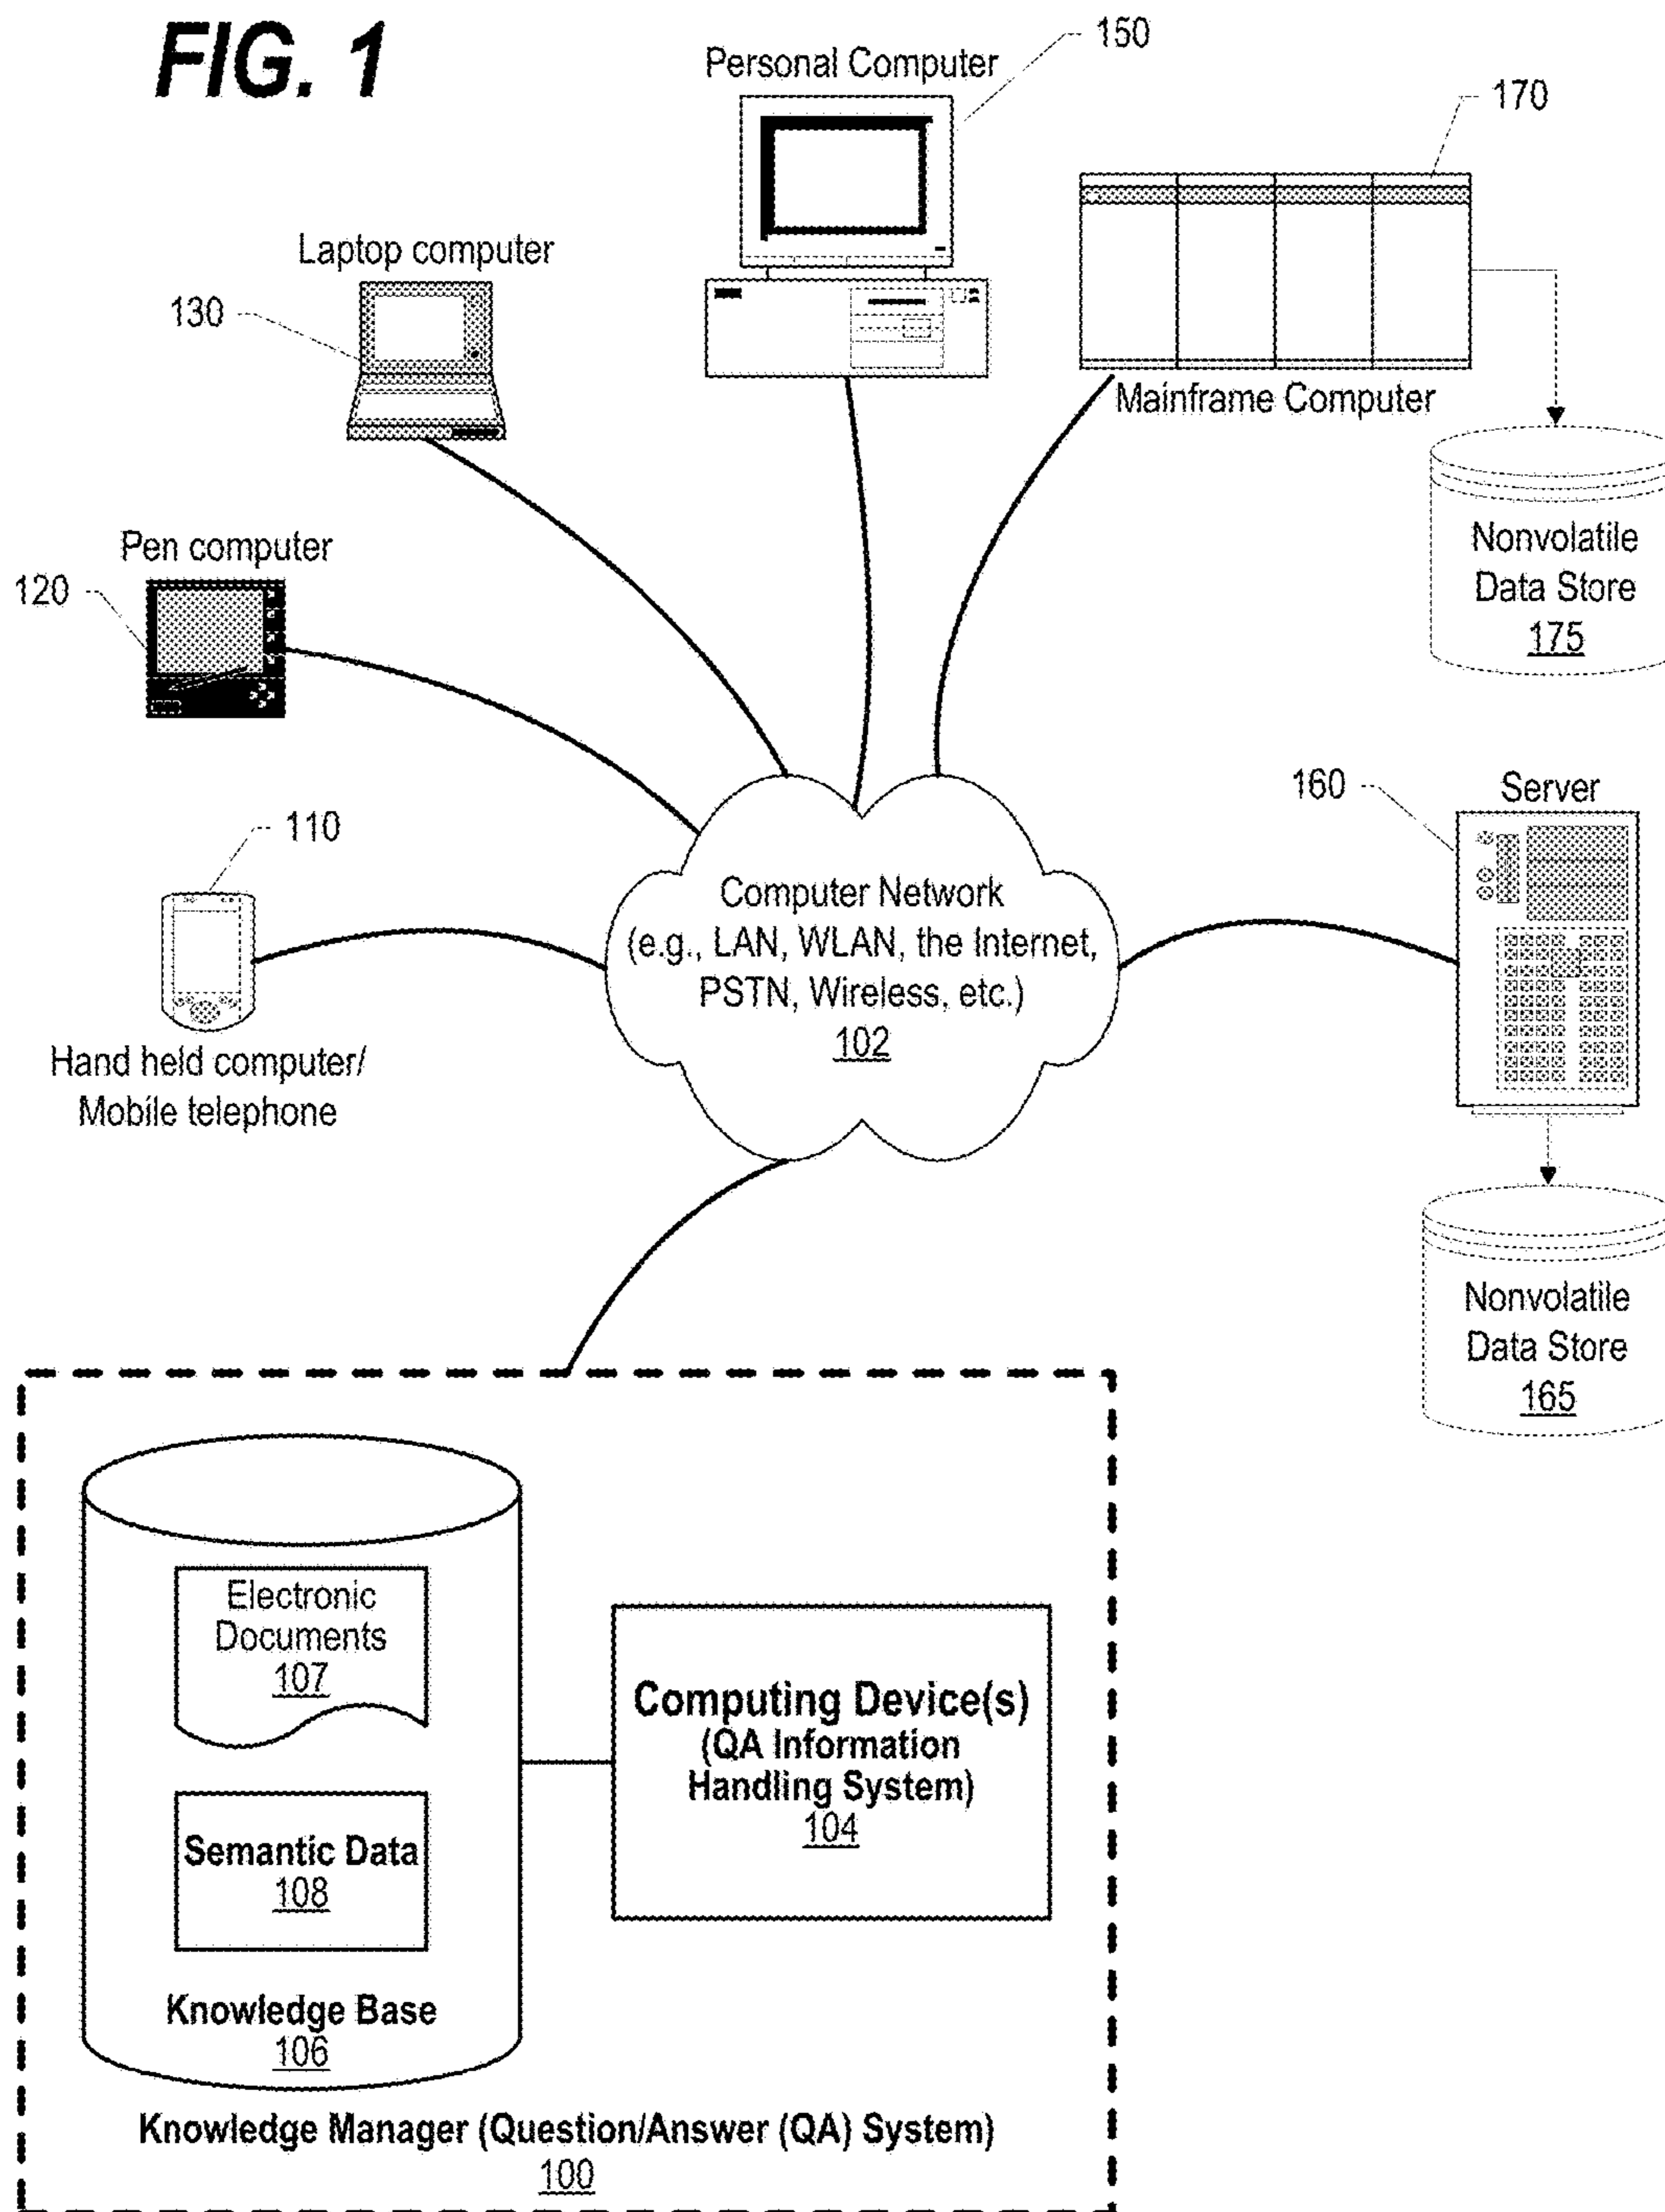 FIG. 1
Personal Computer
150
170
Laptop computer
130
Mainframe Computer
Nonvolatile
Data Store
175
Pen computer
120
160
Server
110
Computer Network
(e.g., LAN, WLAN, the Internet,
PSTN, Wireless, etc.)
102
Hand held computer/
Mobile telephone
Nonvolatile
Data Store
165
Electronic
Documents
107
Computing Device(s)
(QA Information
Handling System)
104
Semantic Data
108
Knowledge Base
106
Knowledge Manager (Question/Answer (QA) System)
100